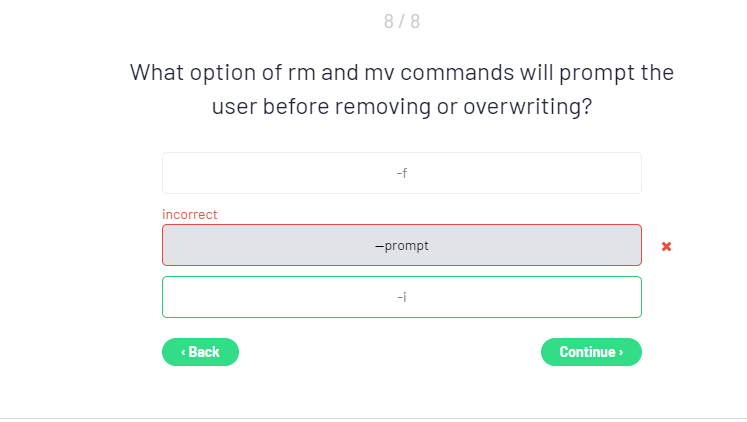 8 / 8
What option of rm and mv commands will prompt the
user before removing or overwriting?
-f
incorrect
—prompt
-i
‹ Back
Continue ›